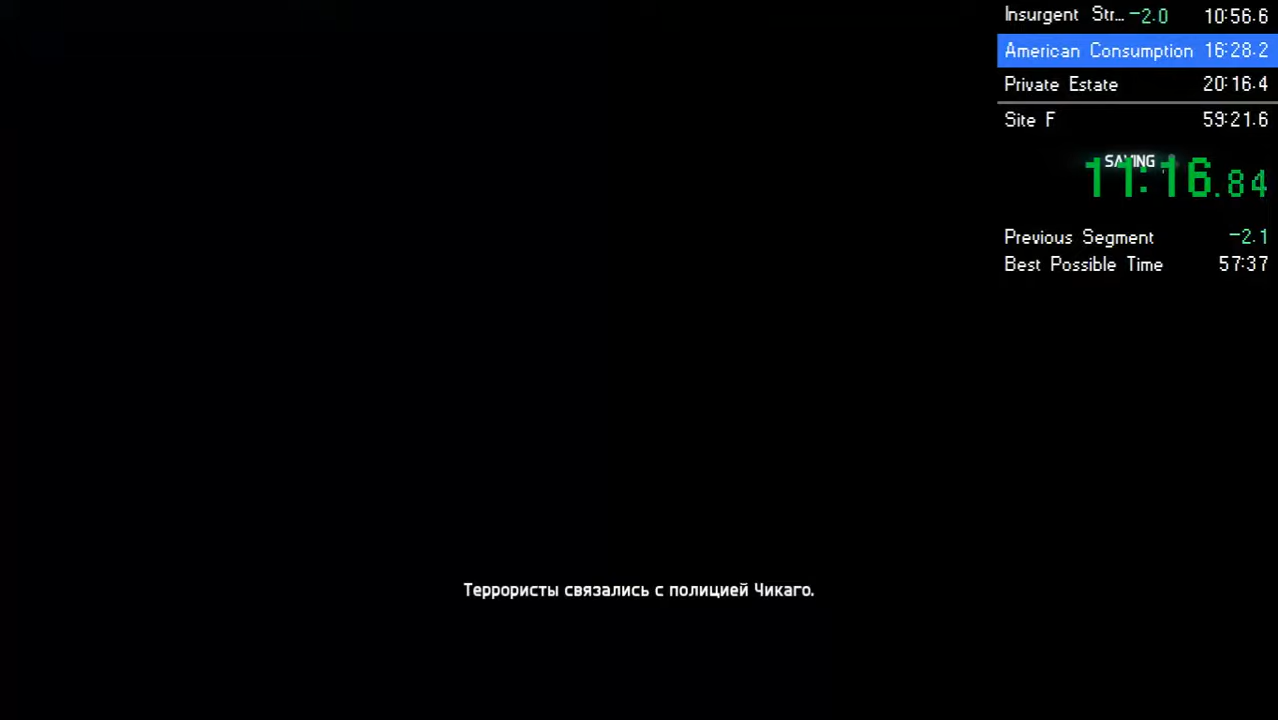 Insurgent Str... -2.0 10:56.6
American Consumption 16:28.2
Private Estate 20:16.4
Site F 59:21.6
SAVING
11:16.84
Previous Segment -2.1
Best Possible Time 57:37
Террористы связались с полицией Чикаго.